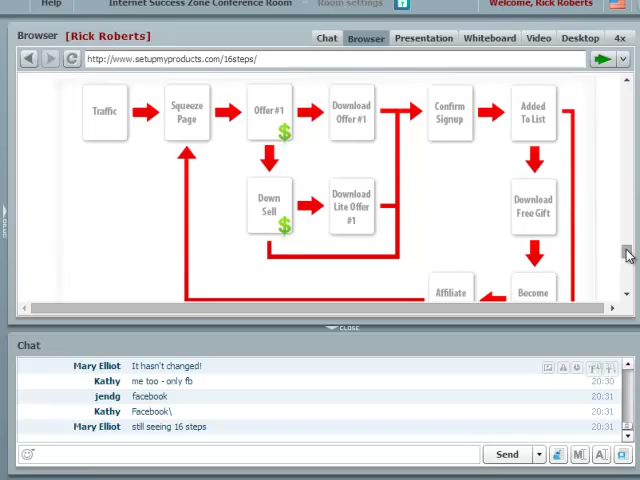 Help
Internet Success Zone Conference Room
Room settings
Welcome, Rick Roberts
Browser [Rick Roberts]
Chat Browser Presentation Whiteboard Video Desktop 4x
http://www.setupmyproducts.com/16steps/
Traffic
Squeeze
Page
Offer #1
$
Download
Offer #1
Confirm
Signup
Added
To List
Down
Sell
$
Download
Lite Offer
#1
Download
Free Gift
Affiliate
Become
CLOSE
Chat
Mary Elliot It hasn't changed!
Kathy me too - only fb 20:30
jendg facebook 20:31
Kathy Facebook\ 20:31
Mary Elliot still seeing 16 steps 20:31
Send